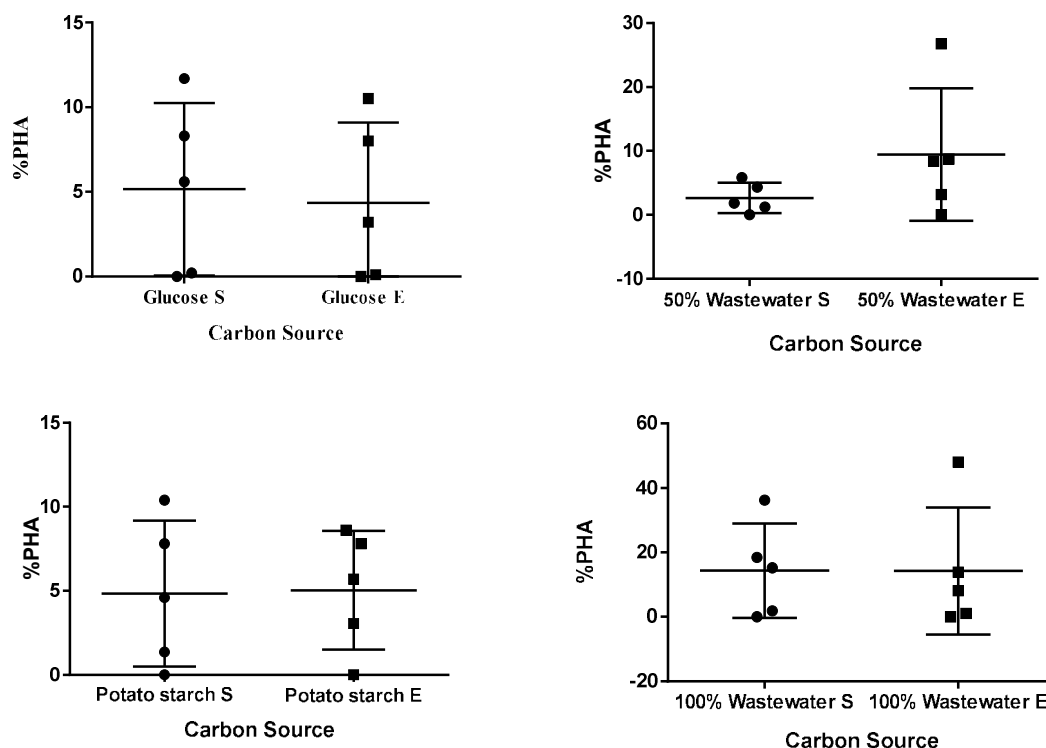 15
10
5
0
%PHA
Glucose S
Glucose E
Carbon Source
30
20
10
0
-10
%PHA
50% Wastewater S
50% Wastewater E
Carbon Source
15
10
5
0
%PHA
Potato starch S
Potato starch E
Carbon Source
60
40
20
0
-20
%PHA
100% Wastewater S
100% Wastewater E
Carbon Source